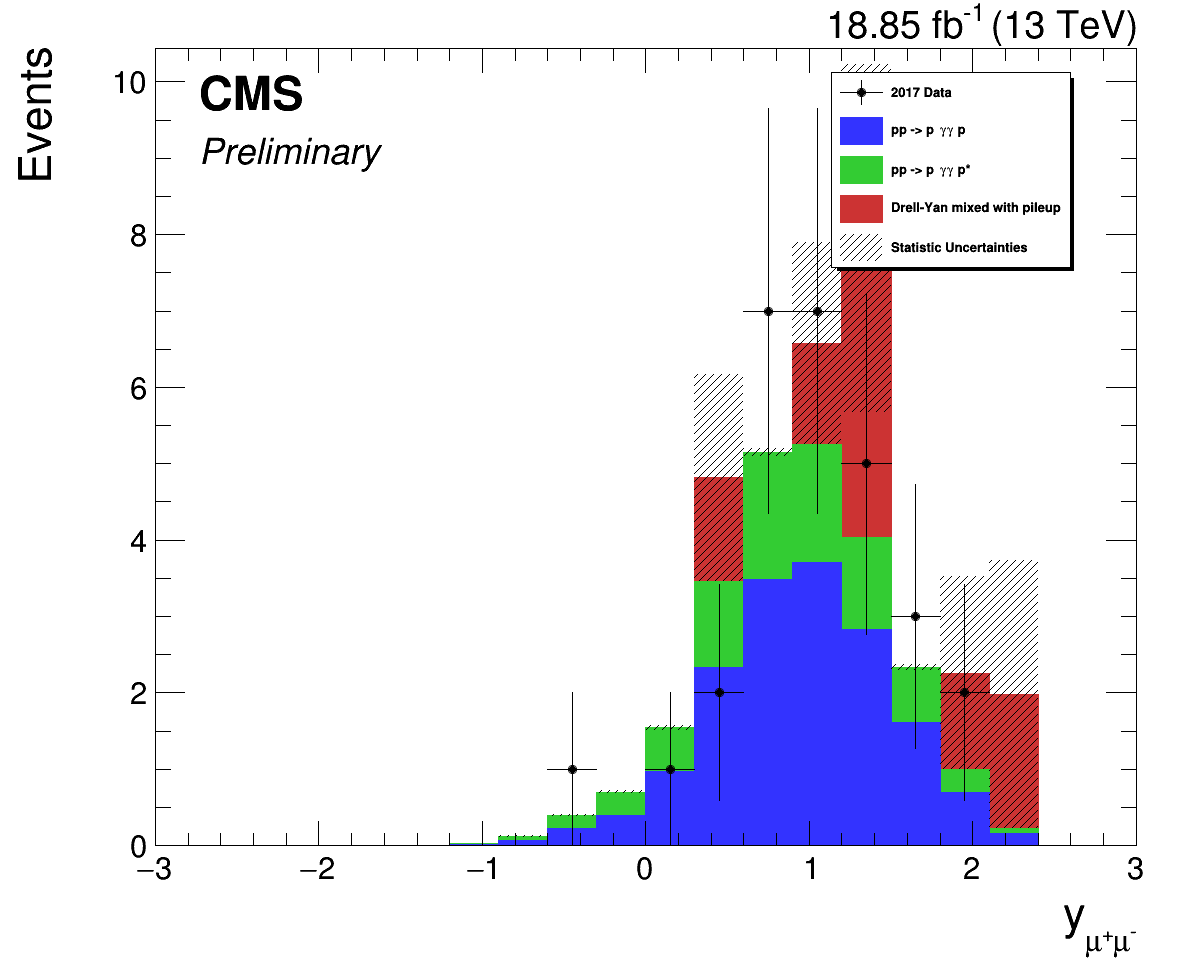 18.85 fb-1 (13 TeV)
Events
CMS
Preliminary
2017 Data
pp -> p γγ p
pp -> p γγ p*
Drell-Yan mixed with pileup
Statistic Uncertainties
10
8
6
4
2
0
−3 −2 −1 0 1 2 3
y μ+μ-